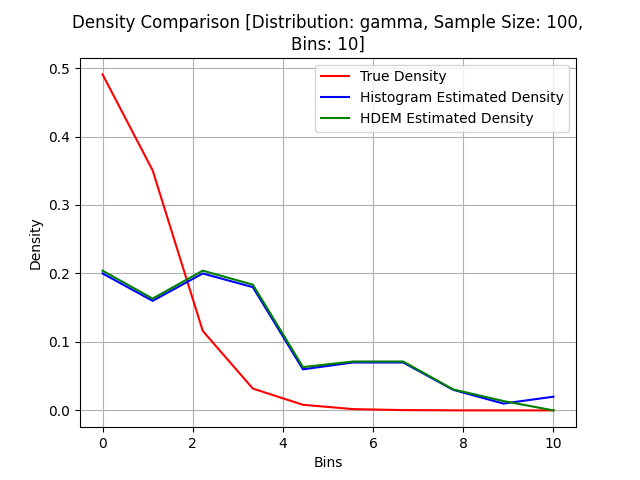 Density Comparison [Distribution: gamma, Sample Size: 100,
Bins: 10]
True Density
Histogram Estimated Density
HDEM Estimated Density
Density
0.5
0.4
0.3
0.2
0.1
0.0
0 2 4 6 8 10
Bins